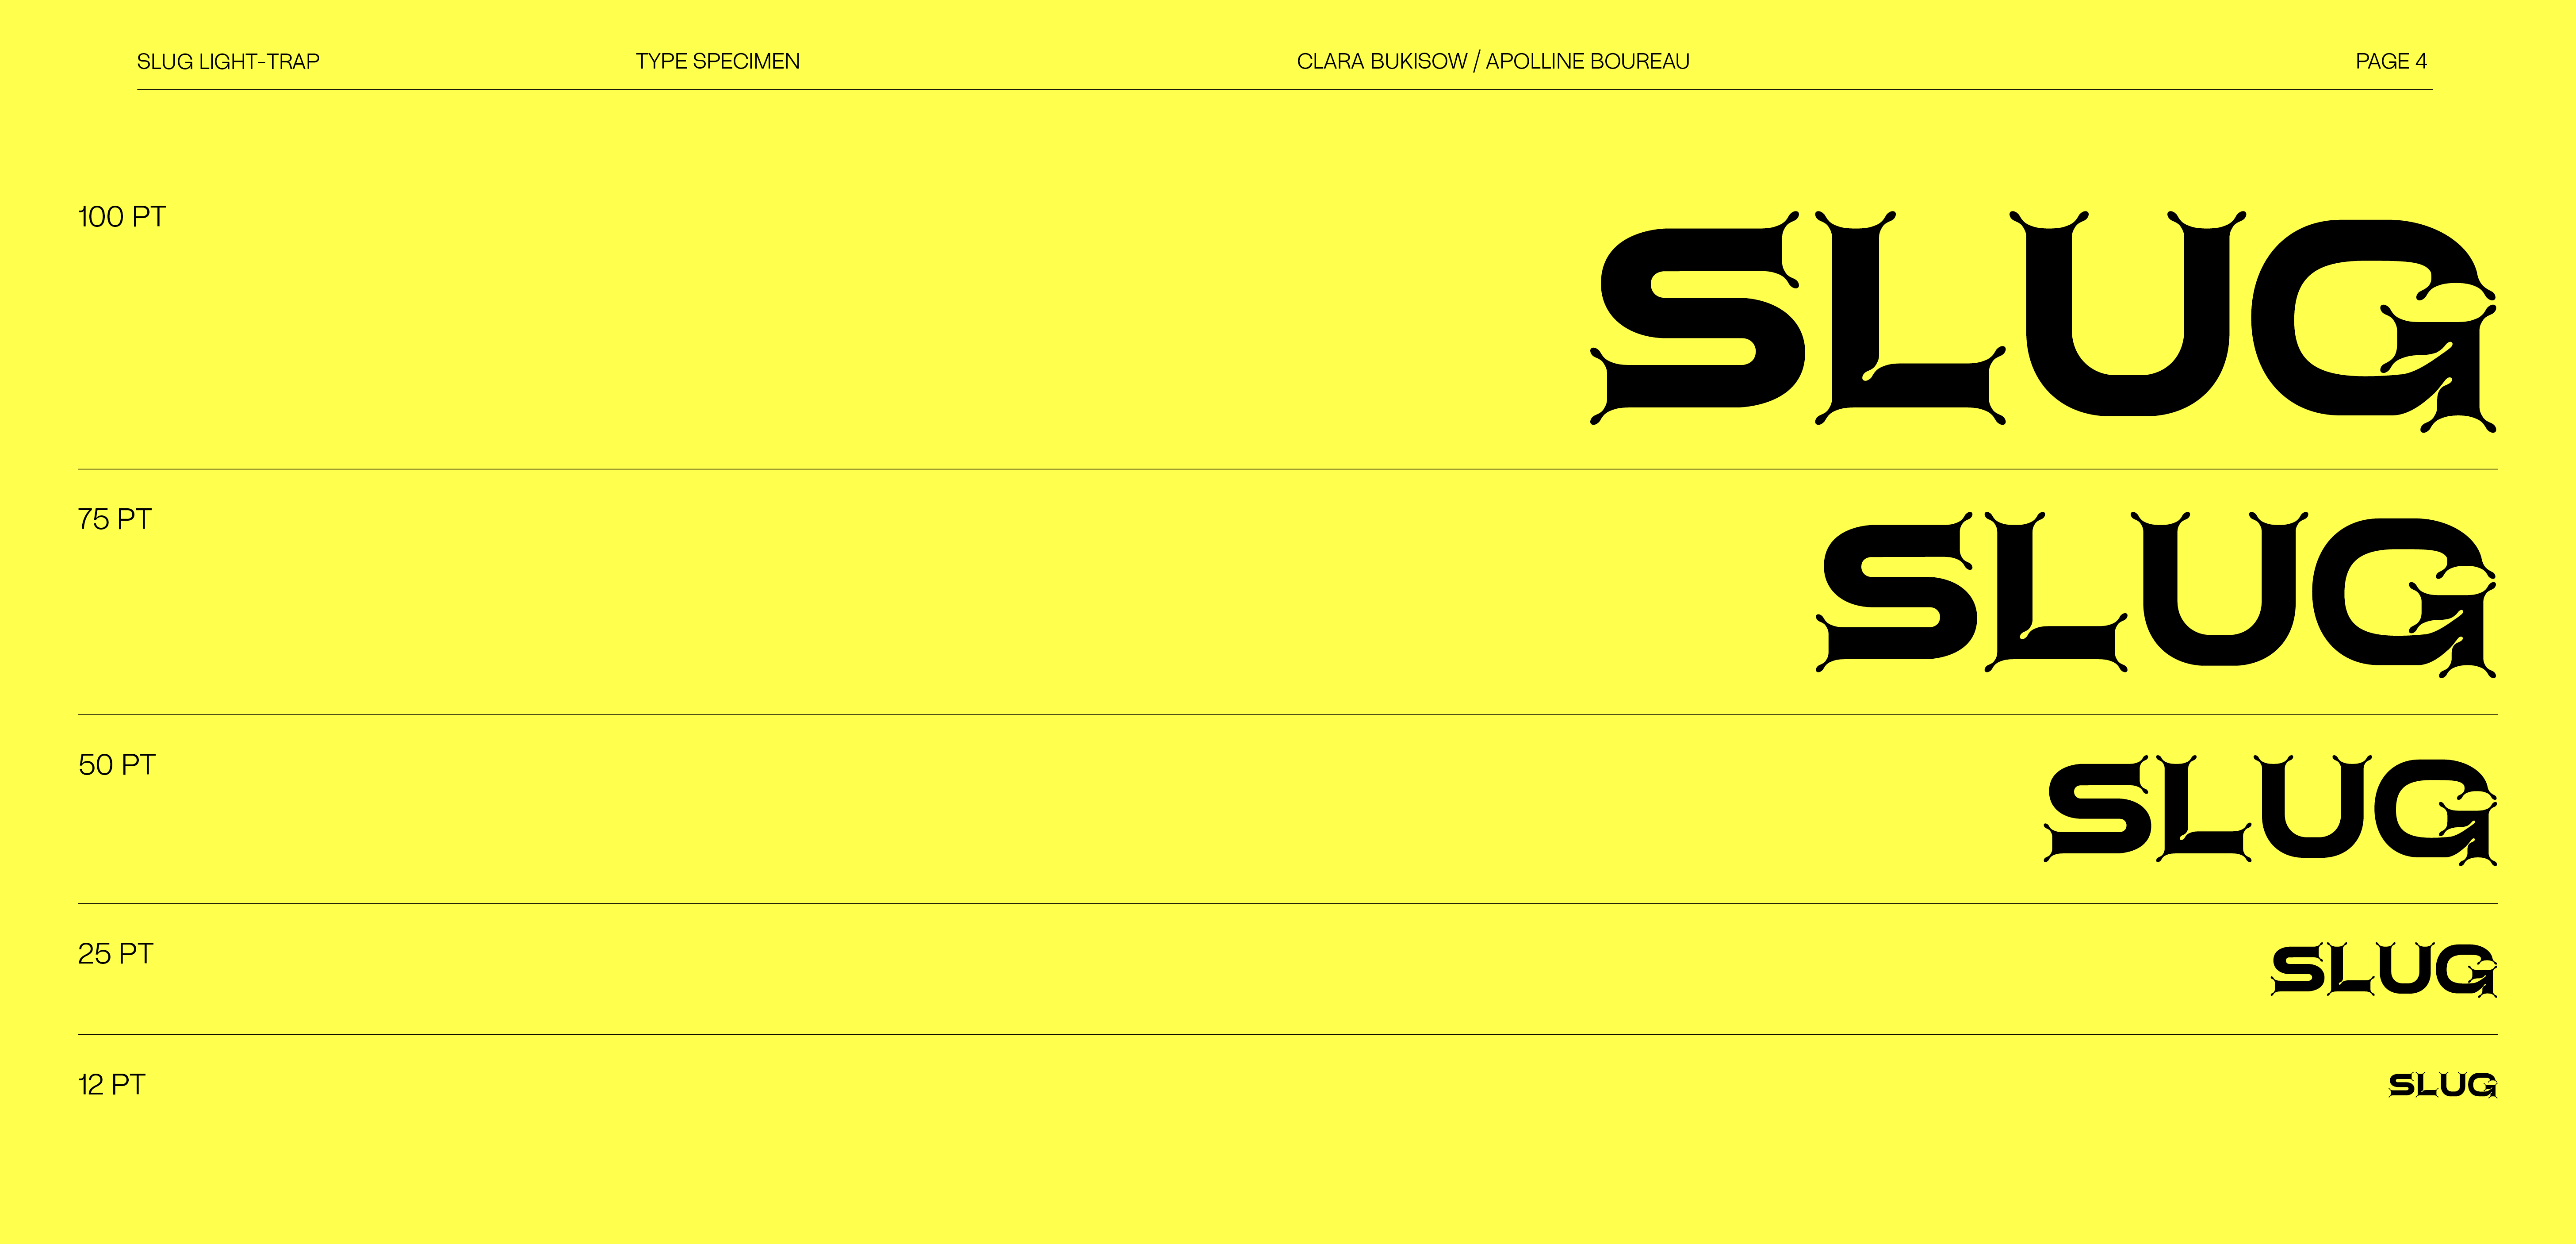 SLUG LIGHT-TRAP TYPE SPECIMEN CLARA BUKISOW / APOLLINE BOUREAU PAGE 4
100 PT SLUG
75 PT SLUG
50 PT SLUG
25 PT SLUG
12 PT SLUG